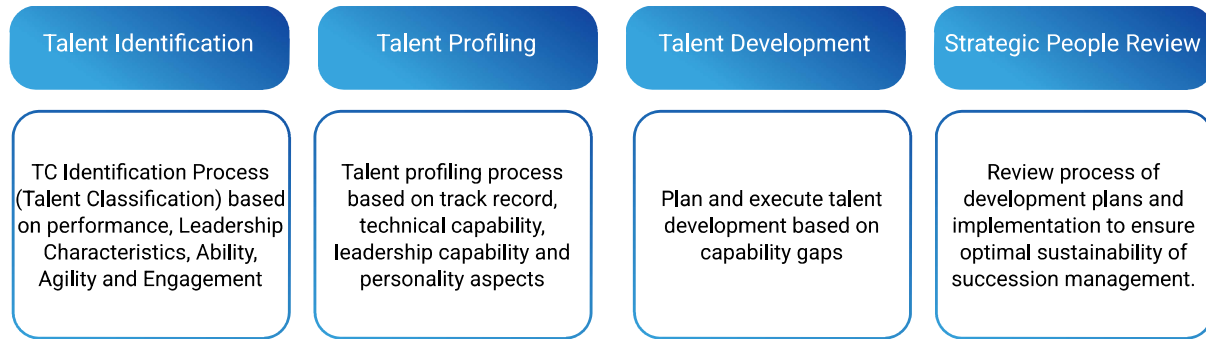 Talent Identification
Talent Profiling
Talent Development
Strategic People Review
TC Identification Process
(Talent Classification) based
on performance, Leadership
Characteristics, Ability,
Agility and Engagement
Talent profiling process
based on track record,
technical capability,
leadership capability and
personality aspects
Plan and execute talent
development based on
capability gaps
Review process of
development plans and
implementation to ensure
optimal sustainability of
succession management.